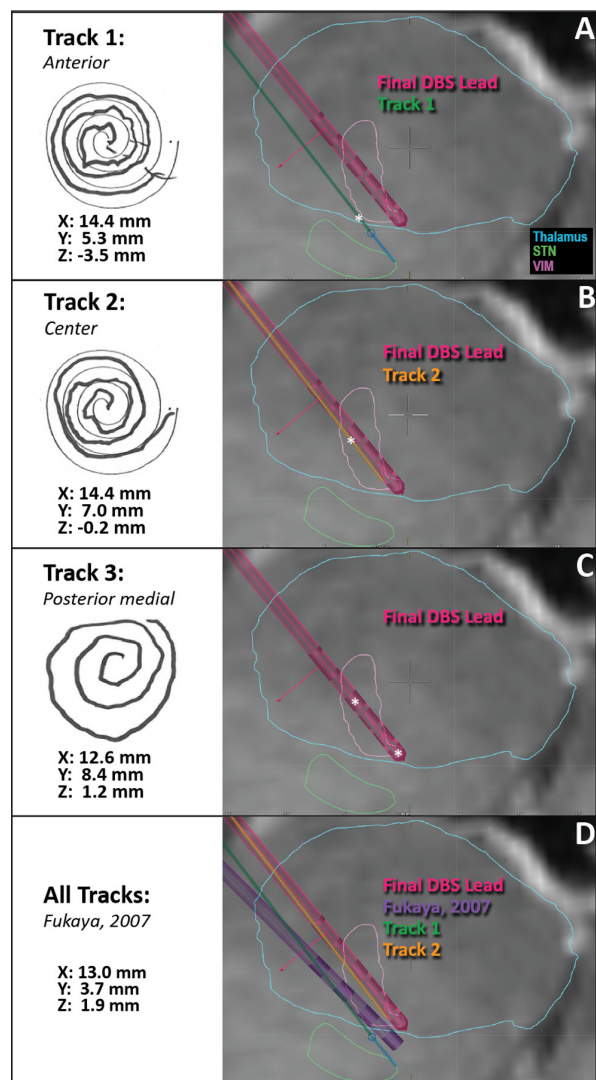 Track 1:
Anterior
X: 14.4 mm
Y: 5.3 mm
Z: -3.5 mm
A
Final DBS Lead
Track 1
*
Thalamus
STN
VIM
Track 2:
Center
X: 14.4 mm
Y: 7.0 mm
Z: -0.2 mm
B
Final DBS Lead
Track 2
*
Track 3:
Posterior medial
X: 12.6 mm
Y: 8.4 mm
Z: 1.2 mm
C
Final DBS Lead
*
*
All Tracks:
Fukaya, 2007
X: 13.0 mm
Y: 3.7 mm
Z: 1.9 mm
D
Final DBS Lead
Fukaya, 2007
Track 1
Track 2